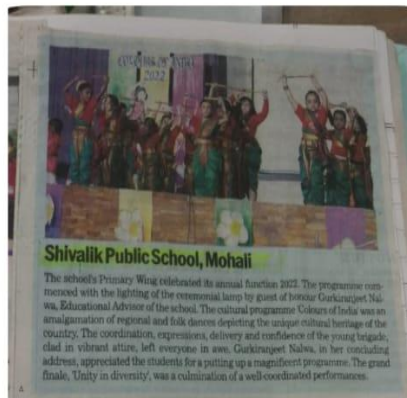 COLOURS OF INDIA
2022
Shivalik Public School, Mohali
The school's Primary Wing celebrated its annual function 2022. The programme com-
menced with the lighting of the ceremonial lamp by guest of honour Gurkiranjeet Nal-
wa, Educational Advisor of the school. The cultural programme 'Colours of India' was
an amalgamation of regional and folk dances depicting the unique cultural heritage of the
country. The coordination, expressions, delivery and confidence of the young brigade,
clad in vibrant attire, left everyone in awe. Gurkiranjeet Nalwa, in her concluding
address, appreciated the students for a putting up a magnificent programme. The grand
finale, 'Unity in diversity', was a culmination of a well coordinated performances.